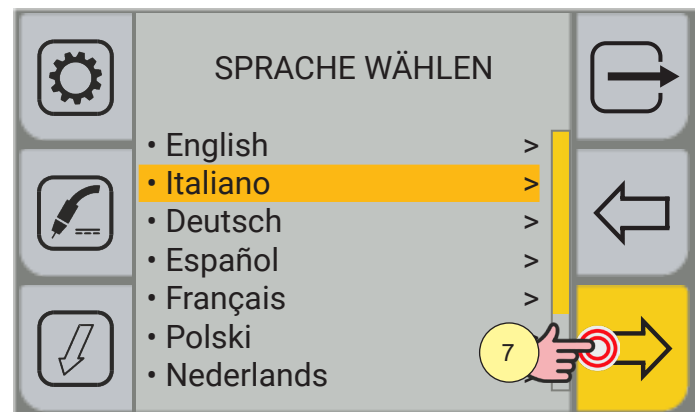 SPRACHE WÄHLEN
• English >
• Italiano >
• Deutsch >
• Español >
• Français >
• Polski
• Nederlands
7